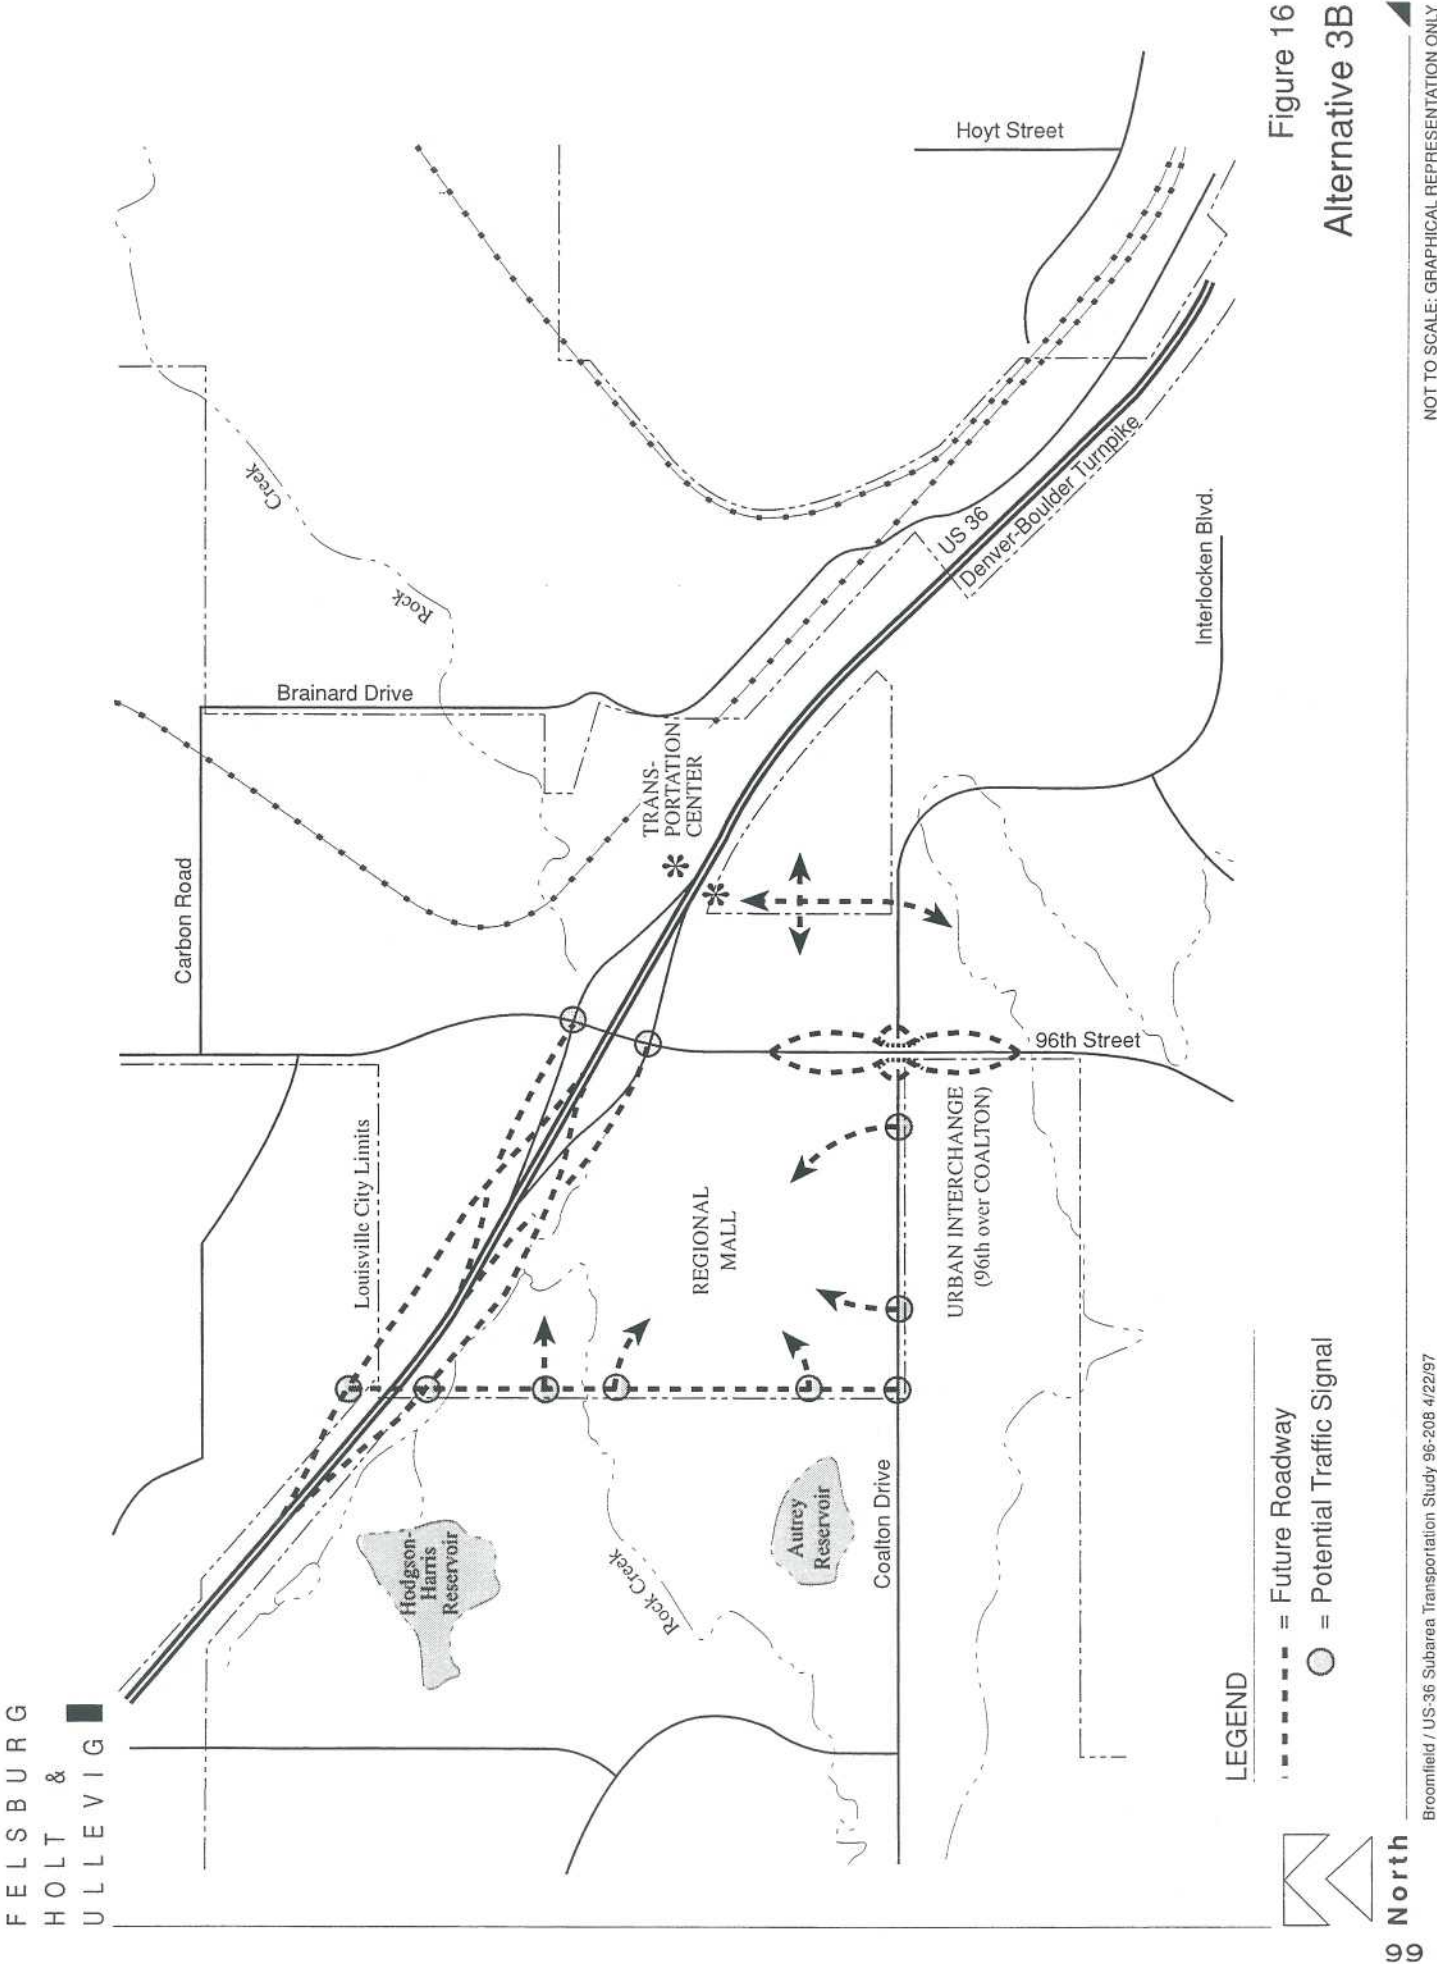 FELSBURG
HOLT &
ULLEVIG
Carbon Road
Brainard Drive
Creek
Rock
Hoyt Street
Louisville City Limits
TRANS-
PORTATION
CENTER
US 36
Denver-Boulder Turnpike
Interlocken Blvd.
Hodgson-
Harris
Reservoir
REGIONAL
MALL
Rock Creek
Autrey
Reservoir
Coalton Drive
URBAN INTERCHANGE
(96th over COALTON)
96th Street
LEGEND
= Future Roadway
= Potential Traffic Signal
Figure 16
Alternative 3B
North
Broomfield / US-36 Subarea Transportation Study 96-208 4/22/97
NOT TO SCALE: GRAPHICAL REPRESENTATION ONLY
99